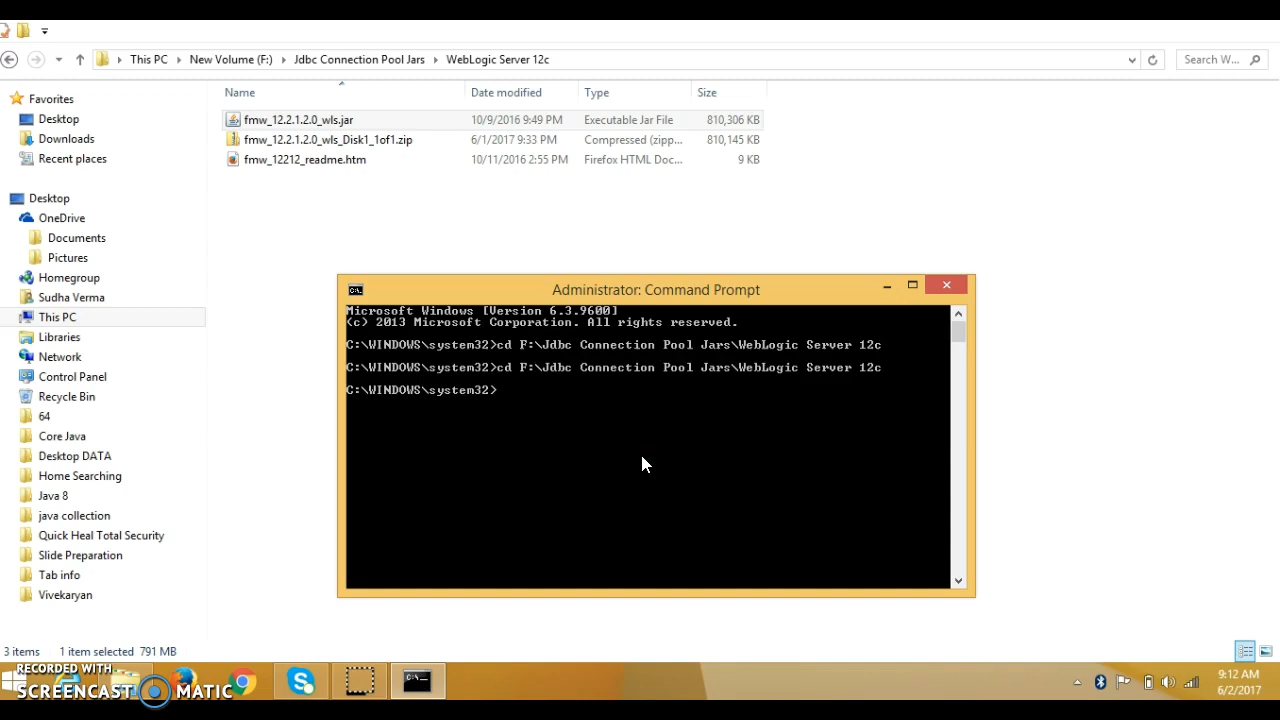 This PC
New Volume (F:)
Jdbc Connection Pool Jars
WebLogic Server 12c
Search W...
Name
Date modified
Type
Size
fmw_12.2.1.2.0_wls.jar
10/9/2016 9:49 PM
Executable Jar File
810,306 KB
fmw_12.2.1.2.0_wls_Disk1_1of1.zip
6/1/2017 9:33 PM
Compressed (zipp...
810,145 KB
fmw_12212_readme.htm
10/11/2016 2:55 PM
Firefox HTML Doc...
9 KB
Favorites
Desktop
Downloads
Recent places
Desktop
OneDrive
Documents
Pictures
Homegroup
Sudha Verma
This PC
Libraries
Network
Control Panel
Recycle Bin
64
Core Java
Desktop DATA
Home Searching
Java 8
java collection
Quick Heal Total Security
Slide Preparation
Tab info
Vivekaryan
Administrator: Command Prompt
Microsoft Windows [Version 6.3.9600]
(c) 2013 Microsoft Corporation. All rights reserved.
C:\WINDOWS\system32>cd F:\Jdbc Connection Pool Jars\WebLogic Server 12c
C:\WINDOWS\system32>cd F:\Jdbc Connection Pool Jars\WebLogic Server 12c
C:\WINDOWS\system32>
3 items
1 item selected 791 MB
RECORDED WITH
SCREENCAST MATIC
9:12 AM
6/2/2017